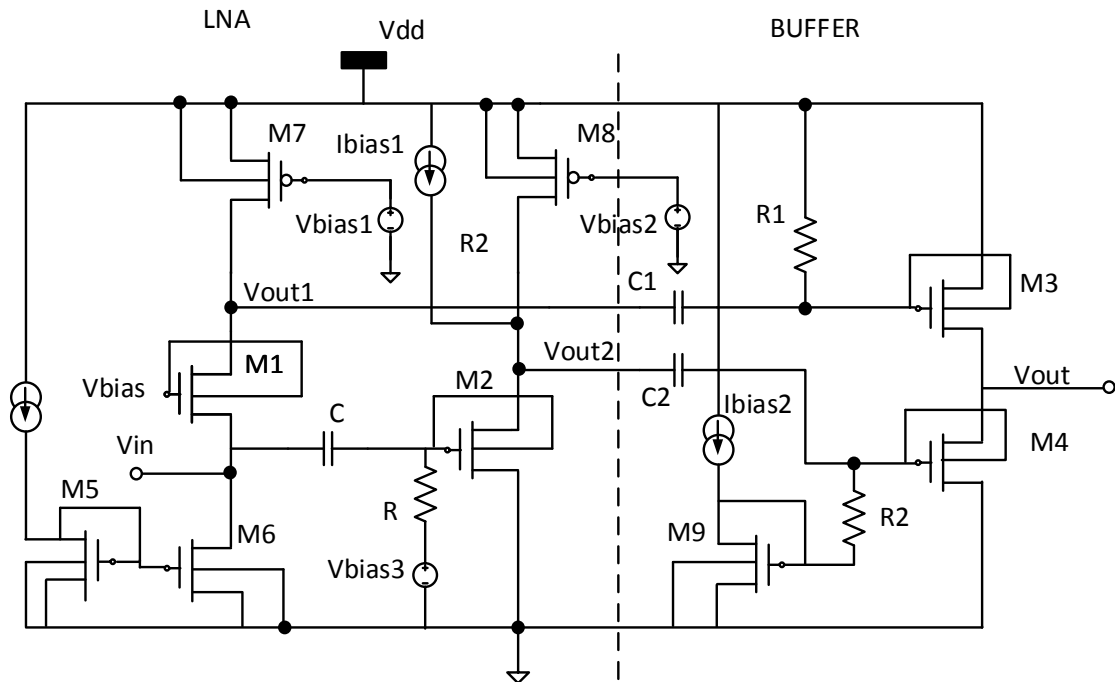 LNA
Vdd
BUFFER
M7
Ibias1
M8
Vbias1
R2
Vbias2
R1
Vout1
C1
M3
M1
Vbias
M2
Vout2
C2
Vout
C
Ibias2
Vin
M4
M5
M6
R
M9
R2
Vbias3